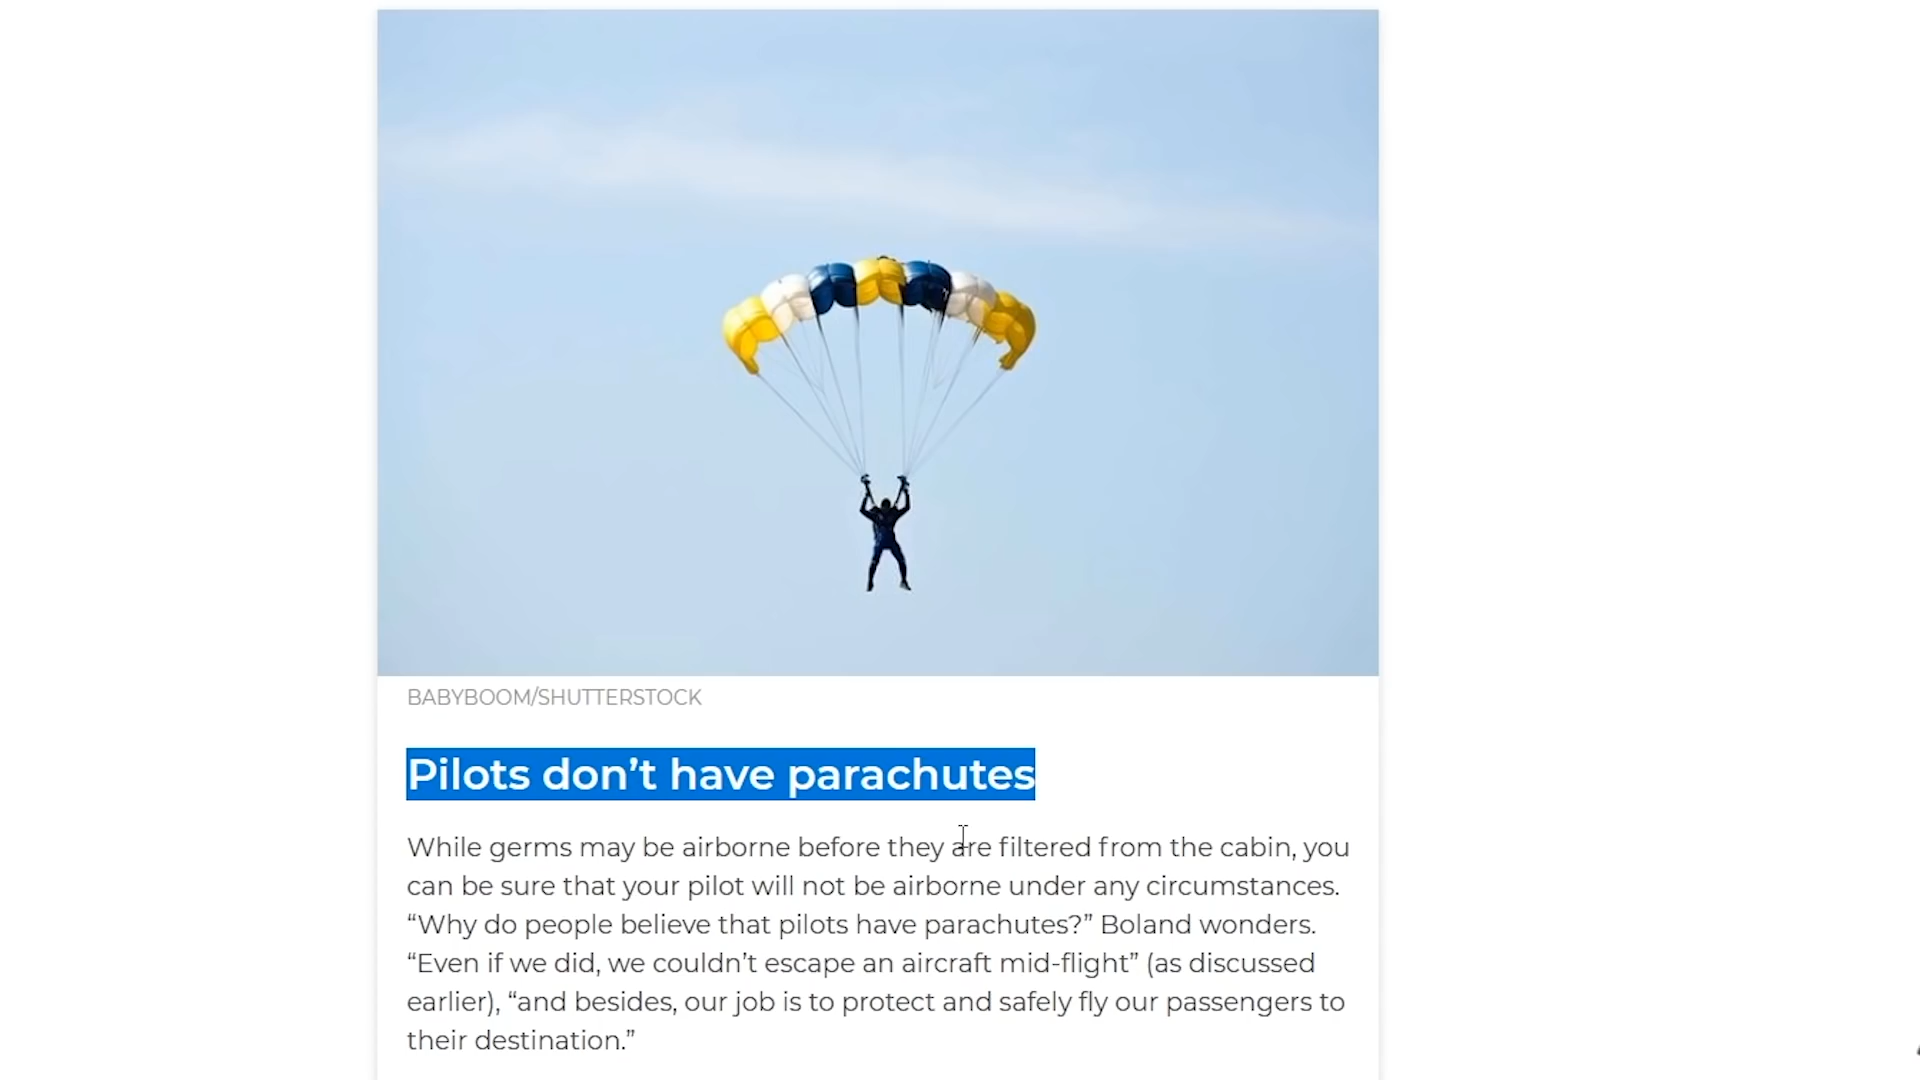 BABYBOOM/SHUTTERSTOCK
Pilots don’t have parachutes
While germs may be airborne before they are filtered from the cabin, you
can be sure that your pilot will not be airborne under any circumstances.
“Why do people believe that pilots have parachutes?” Boland wonders.
“Even if we did, we couldn’t escape an aircraft mid-flight” (as discussed
earlier), “and besides, our job is to protect and safely fly our passengers to
their destination.”